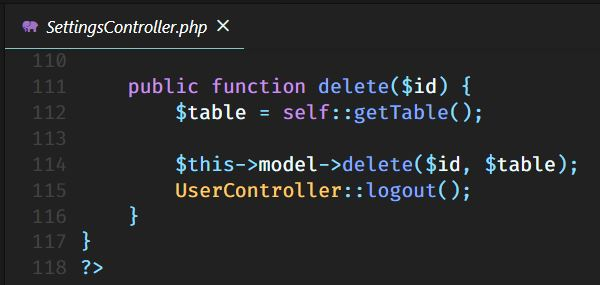 SettingsController.php ×
110
111 public function delete($id) {
112 $table = self::getTable();
113
114 $this->model->delete($id, $table);
115 UserController::logout();
116 }
117 }
118 ?>